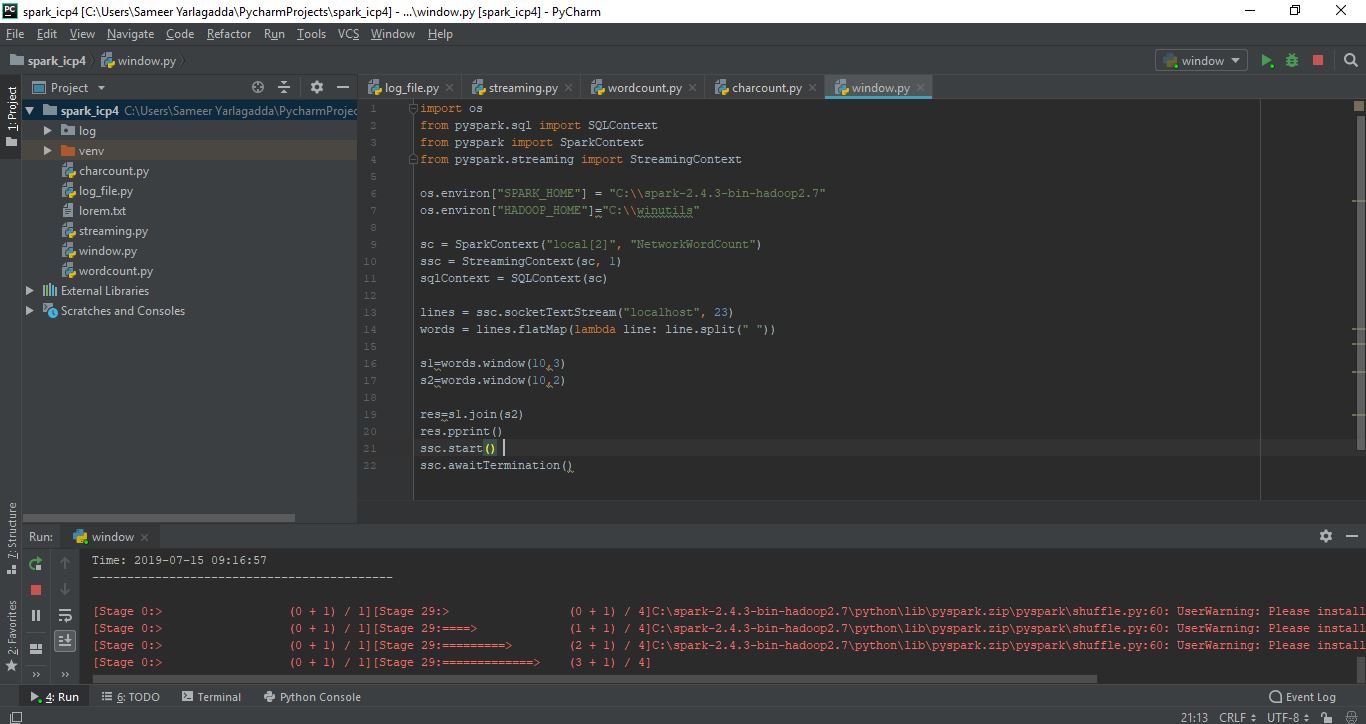 PC spark_icp4 [C:\Users\Sameer Yarlagadda\PycharmProjects\spark_icp4] - ...\window.py [spark_icp4] - PyCharm
File Edit View Navigate Code Refactor Run Tools VCS Window Help
spark_icp4 window.py window
1: Project
Project
log_file.py streaming.py wordcount.py charcount.py window.py
spark_icp4 C:\Users\Sameer Yarlagadda\PycharmProjec
log
venv
charcount.py
log_file.py
lorem.txt
streaming.py
window.py
wordcount.py
External Libraries
Scratches and Consoles
1 import os
2 from pyspark.sql import SQLContext
3 from pyspark import SparkContext
4 from pyspark.streaming import StreamingContext
5
6 os.environ["SPARK_HOME"] = "C:\\spark-2.4.3-bin-hadoop2.7"
7 os.environ["HADOOP_HOME"]="C:\\winutils"
8
9 sc = SparkContext("local[2]", "NetworkWordCount")
10 ssc = StreamingContext(sc, 1)
11 sqlContext = SQLContext(sc)
12
13 lines = ssc.socketTextStream("localhost", 23)
14 words = lines.flatMap(lambda line: line.split(" "))
15
16 s1=words.window(10,3)
17 s2=words.window(10,2)
18
19 res=s1.join(s2)
20 res.pprint()
21 ssc.start()
22 ssc.awaitTermination()
7: Structure
2: Favorites
Run: window
Time: 2019-07-15 09:16:57
-------------------------------------------
[Stage 0:> (0 + 1) / 1][Stage 29:> (0 + 1) / 4]C:\spark-2.4.3-bin-hadoop2.7\python\lib\pyspark.zip\pyspark\shuffle.py:60: UserWarning: Please install
[Stage 0:> (0 + 1) / 1][Stage 29:====> (1 + 1) / 4]C:\spark-2.4.3-bin-hadoop2.7\python\lib\pyspark.zip\pyspark\shuffle.py:60: UserWarning: Please install
[Stage 0:> (0 + 1) / 1][Stage 29:=========> (2 + 1) / 4]C:\spark-2.4.3-bin-hadoop2.7\python\lib\pyspark.zip\pyspark\shuffle.py:60: UserWarning: Please install
[Stage 0:> (0 + 1) / 1][Stage 29:==============> (3 + 1) / 4]
4: Run 6: TODO Terminal Python Console Event Log
21:13 CRLF UTF-8